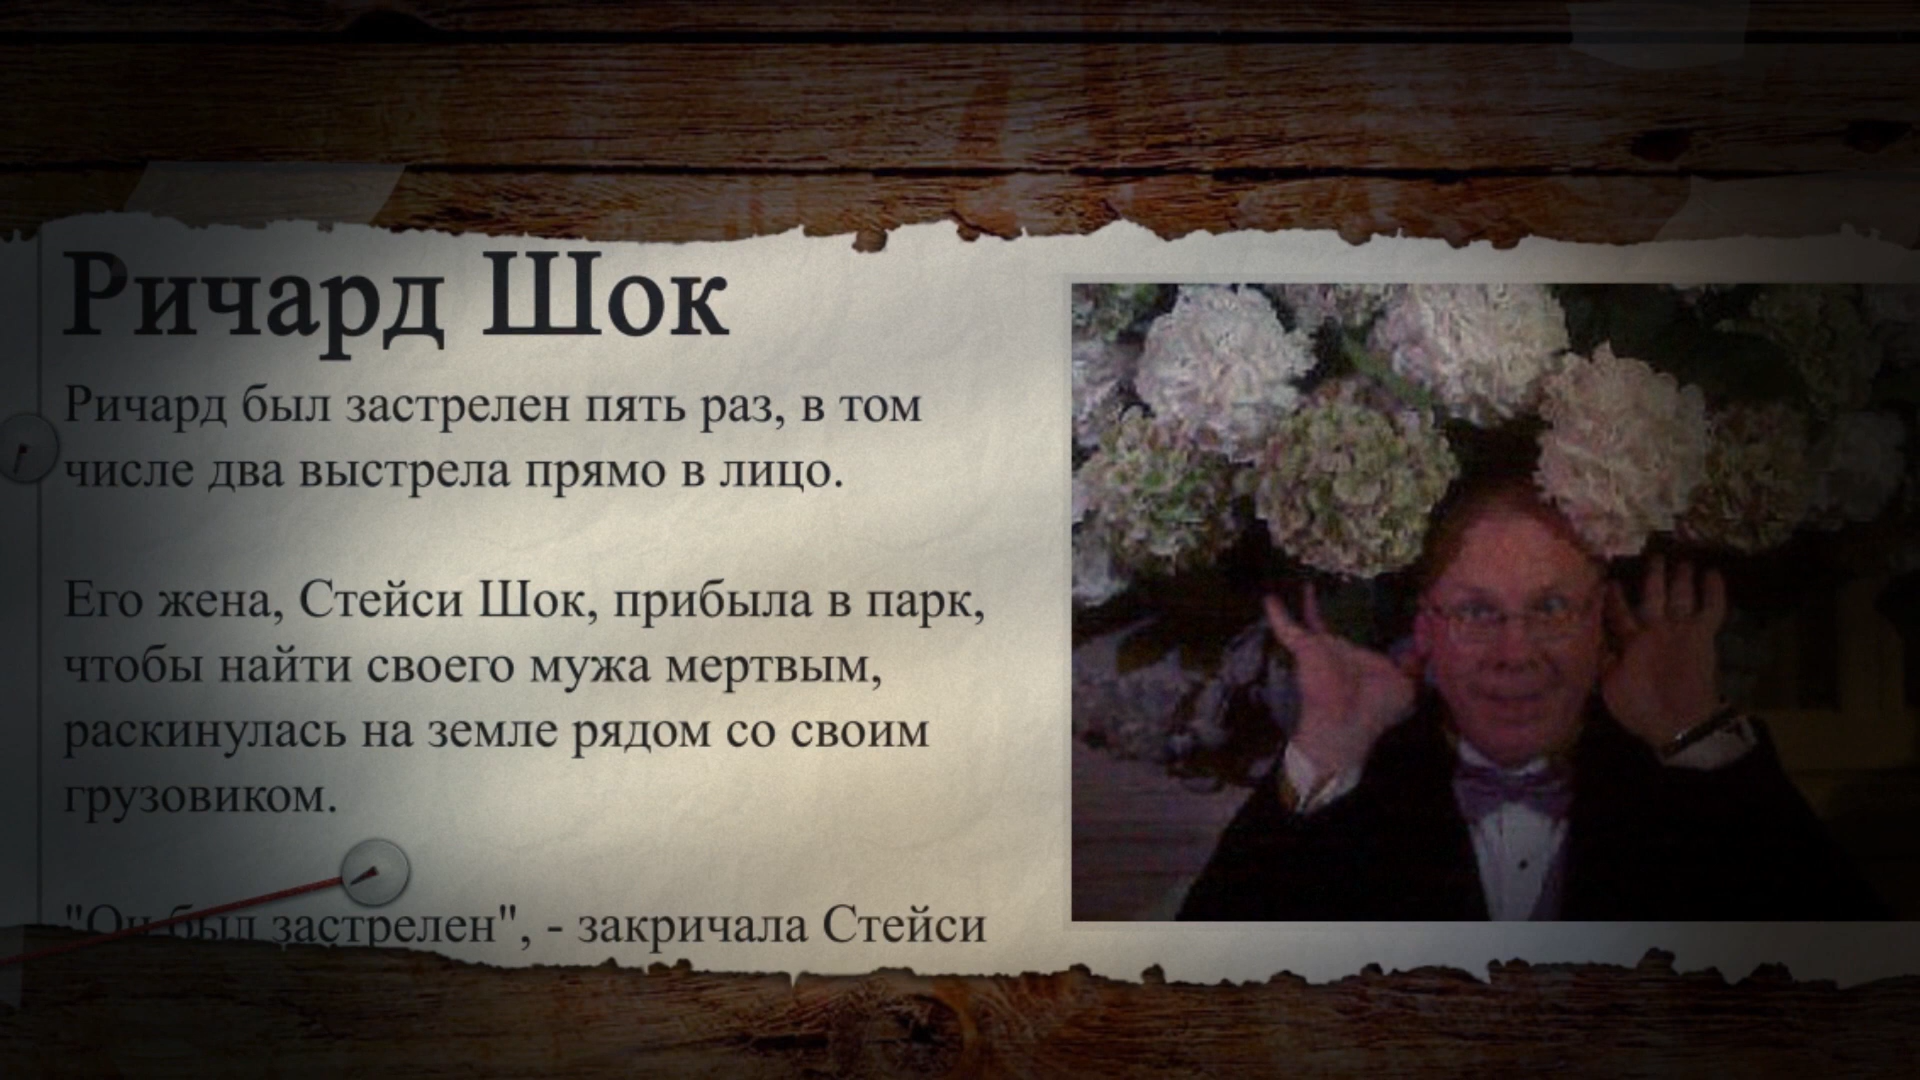 Ричард Шок
Ричард был застрелен пять раз, в том
числе два выстрела прямо в лицо.
Его жена, Стейси Шок, прибыла в парк,
чтобы найти своего мужа мертвым,
раскинулась на земле рядом со своим
грузовиком.
"Он был застрелен", - закричала Стейси